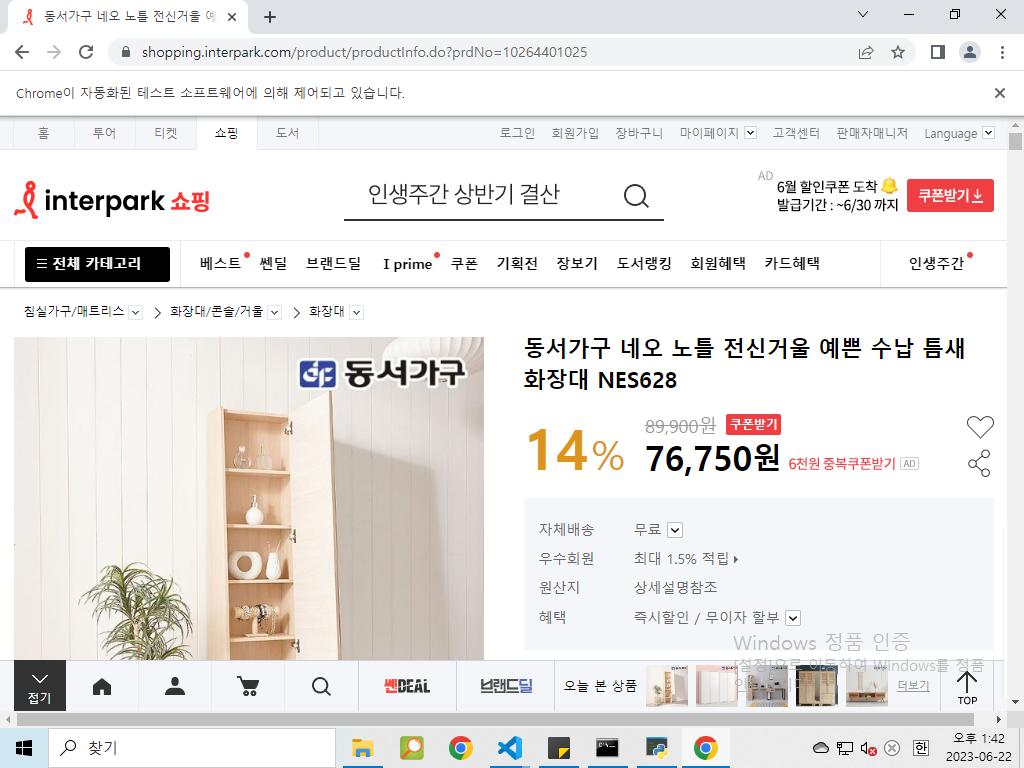 동서가구 네오 노틀 전신거울 예
shopping.interpark.com/product/productInfo.do?prdNo=10264401025
Chrome이 자동화된 테스트 소프트웨어에 의해 제어되고 있습니다.
홈 투어 티켓 쇼핑 도서 로그인 회원가입 장바구니 마이페이지 고객센터 판매자매니저 Language
interpark 쇼핑
인생주간 상반기 결산
AD
6월 할인쿠폰 도착
발급기간 : ~6/30 까지
쿠폰받기
전체 카테고리 베스트 쎈딜 브랜드딜 I prime 쿠폰 기획전 장보기 도서랭킹 회원혜택 카드혜택 인생주간
침실가구/매트리스 화장대/콘솔/거울 화장대
동서가구
동서가구 네오 노틀 전신거울 예쁜 수납 틈새
화장대 NES628
14%
89,900원 쿠폰받기
76,750원 6천원 중복쿠폰받기 AD
자체배송 무료
우수회원 최대 1.5% 적립
원산지 상세설명참조
혜택 즉시할인 / 무이자 할부
Windows 정품 인증
[설정]으로 이동하여 Windows를 정품
접기
쎈DEAL
브랜드딜
오늘 본 상품
더보기
TOP
찾기
한
오후 1:42
2023-06-22